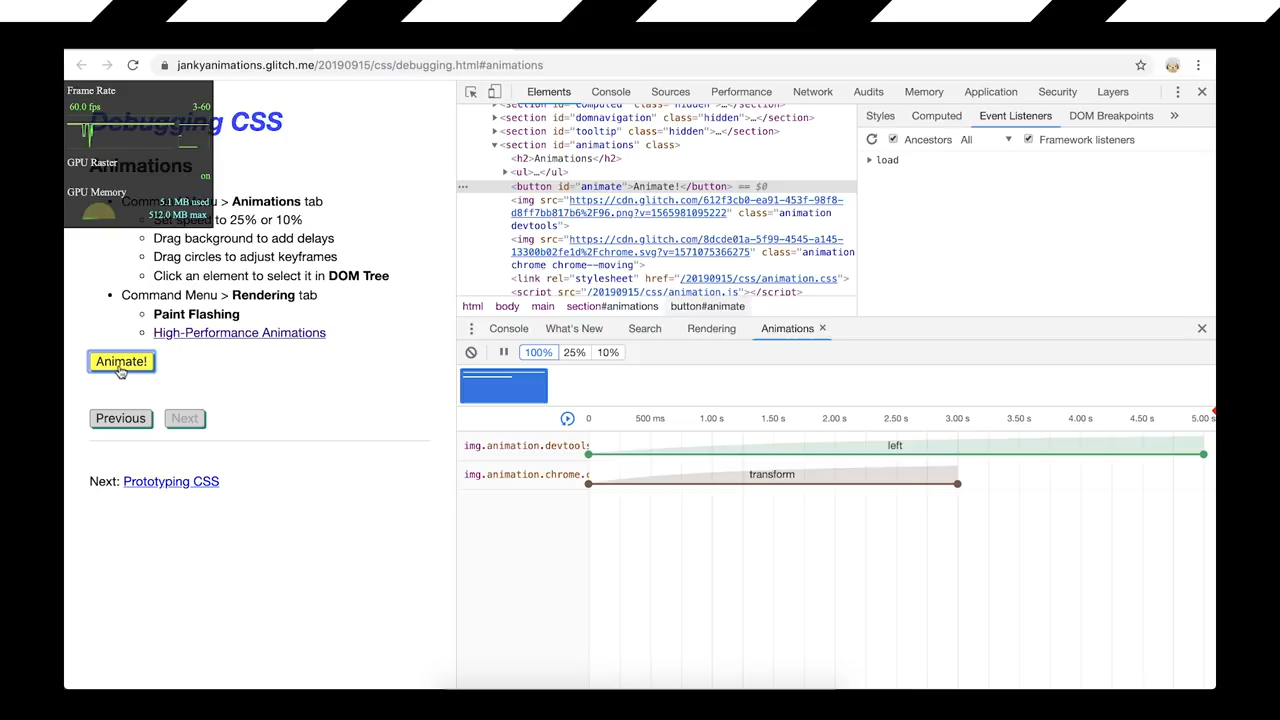 jankyanimations.glitch.me/20190915/css/debugging.html#animations
Frame Rate
60.0 fps 3-60
GPU Raster
on
GPU Memory
5.1 MB used
512.0 MB max
Debugging CSS
Animations
Command Menu > Animations tab
Set speed to 25% or 10%
Drag background to add delays
Drag circles to adjust keyframes
Click an element to select it in DOM Tree
Command Menu > Rendering tab
Paint Flashing
High-Performance Animations
Animate!
Previous Next
Next: Prototyping CSS
Elements Console Sources Performance Network Audits Memory Application Security Layers
<section id="computed" class="hidden">…</section>
<section id="domnavigation" class="hidden">…</section>
<section id="tooltip" class="hidden">…</section>
<section id="animations" class>
<h2>Animations</h2>
<ul>…</ul>
<button id="animate">Animate!</button> == $0
<img src="https://cdn.glitch.com/612f3cb0-ea91-453f-98f8-
d8ff7bb817b6%2F96.png?v=1565981095222" class="animation
devtools">
<img src="https://cdn.glitch.com/8dcde01a-5f99-4545-a145-
13300b02fe1d%2Fchrome.svg?v=1571075366275" class="animation
chrome chrome--moving">
<link rel="stylesheet" href="/20190915/css/animation.css">
<script src="/20190915/css/animation.js"></script>
html body main section#animations button#animate
Styles Computed Event Listeners DOM Breakpoints »
Ancestors All Framework listeners
load
Console What's New Search Rendering Animations ×
100% 25% 10%
0 500 ms 1.00 s 1.50 s 2.00 s 2.50 s 3.00 s 3.50 s 4.00 s 4.50 s 5.00 s
img.animation.devtools left
img.animation.chrome.c transform